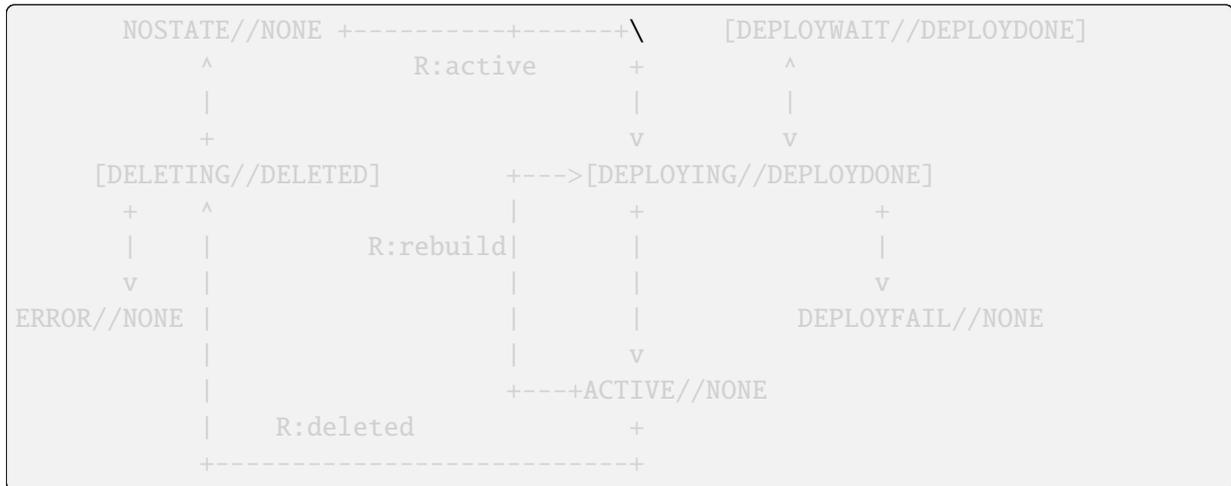 NOSTATE//NONE +----------+------+\ [DEPLOYWAIT//DEPLOYDONE]
^ R:active + ^
| | |
+ v v
[DELETING//DELETED] +--->[DEPLOYING//DEPLOYDONE]
+ ^ | + +
| | R:rebuild| | |
v | | | v
ERROR//NONE | | | DEPLOYFAIL//NONE
| | v
| +---+ACTIVE//NONE
| R:deleted +
+---------------------------+